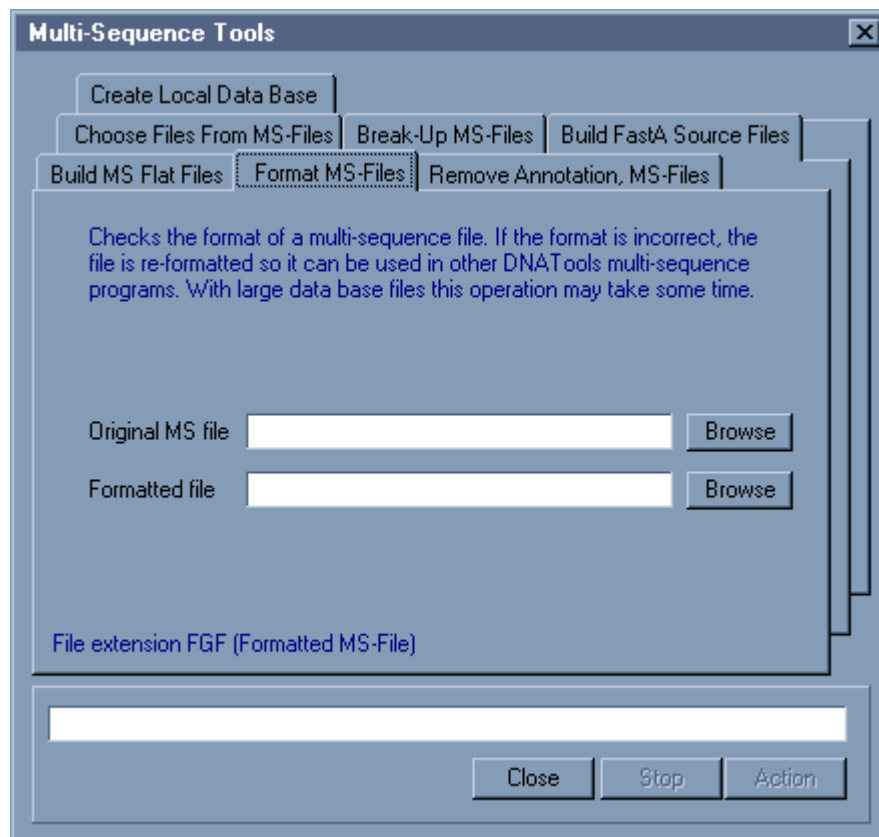 Multi-Sequence Tools
Create Local Data Base
Choose Files From MS-Files
Break-Up MS-Files
Build FastA Source Files
Build MS Flat Files
Format MS-Files
Remove Annotation, MS-Files
Checks the format of a multi-sequence file. If the format is incorrect, the
file is re-formatted so it can be used in other DNATools multi-sequence
programs. With large data base files this operation may take some time.
Original MS file
Browse
Formatted file
Browse
File extension FGF (Formatted MS-File)
Close
Stop
Action